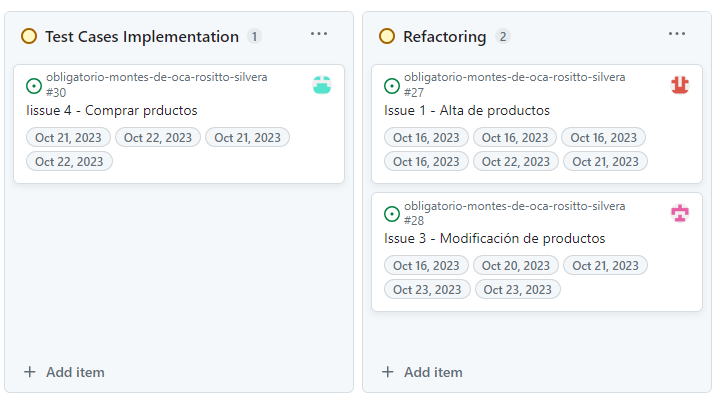 Test Cases Implementation 1
obligatorio-montes-de-oca-rositto-silvera
#30
Iissue 4 - Comprar prductos
Oct 21, 2023 Oct 22, 2023 Oct 21, 2023
Oct 22, 2023
+ Add item
Refactoring 2
obligatorio-montes-de-oca-rositto-silvera
#27
Issue 1 - Alta de productos
Oct 16, 2023 Oct 16, 2023 Oct 16, 2023
Oct 16, 2023 Oct 22, 2023 Oct 21, 2023
obligatorio-montes-de-oca-rositto-silvera
#28
Issue 3 - Modificación de productos
Oct 16, 2023 Oct 20, 2023 Oct 21, 2023
Oct 23, 2023 Oct 23, 2023
+ Add item